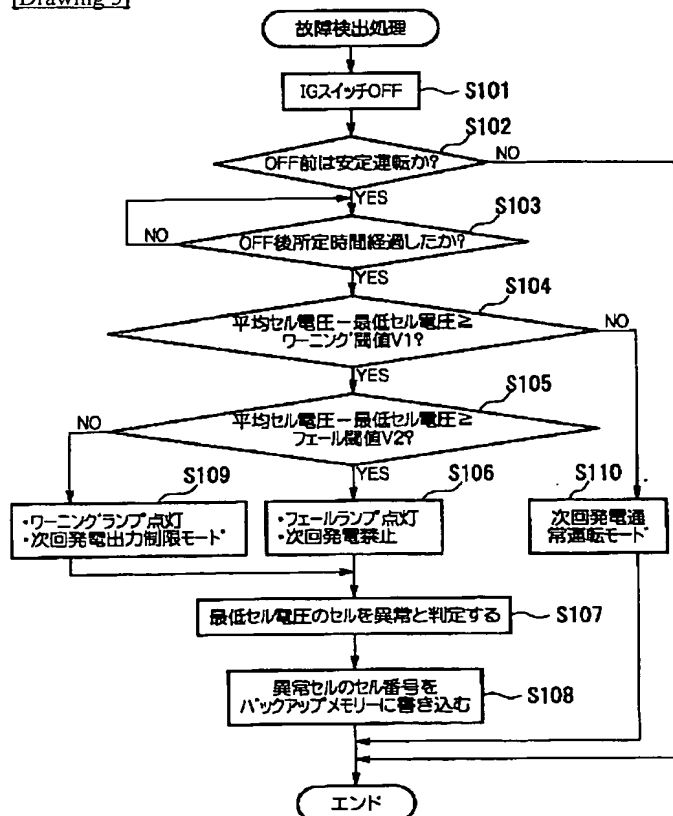 [Drawing 3]
故障検出処理
IGスイッチOFF
S101
S102
OFF前は安定運転か?
NO
YES
S103
OFF後所定時間経過したか?
NO
YES
S104
平均セル電圧－最低セル電圧≧
ワーニング閾値V1?
NO
YES
S105
平均セル電圧－最低セル電圧≧
フェール閾値V2?
NO
YES
S109
・ワーニングランプ点灯
・次回発電出力制限モード
S106
・フェールランプ点灯
・次回発電禁止
S110
次回発電通
常運転モード
最低セル電圧のセルを異常と判定する
S107
異常セルのセル番号を
バックアップメモリーに書き込む
S108
エンド